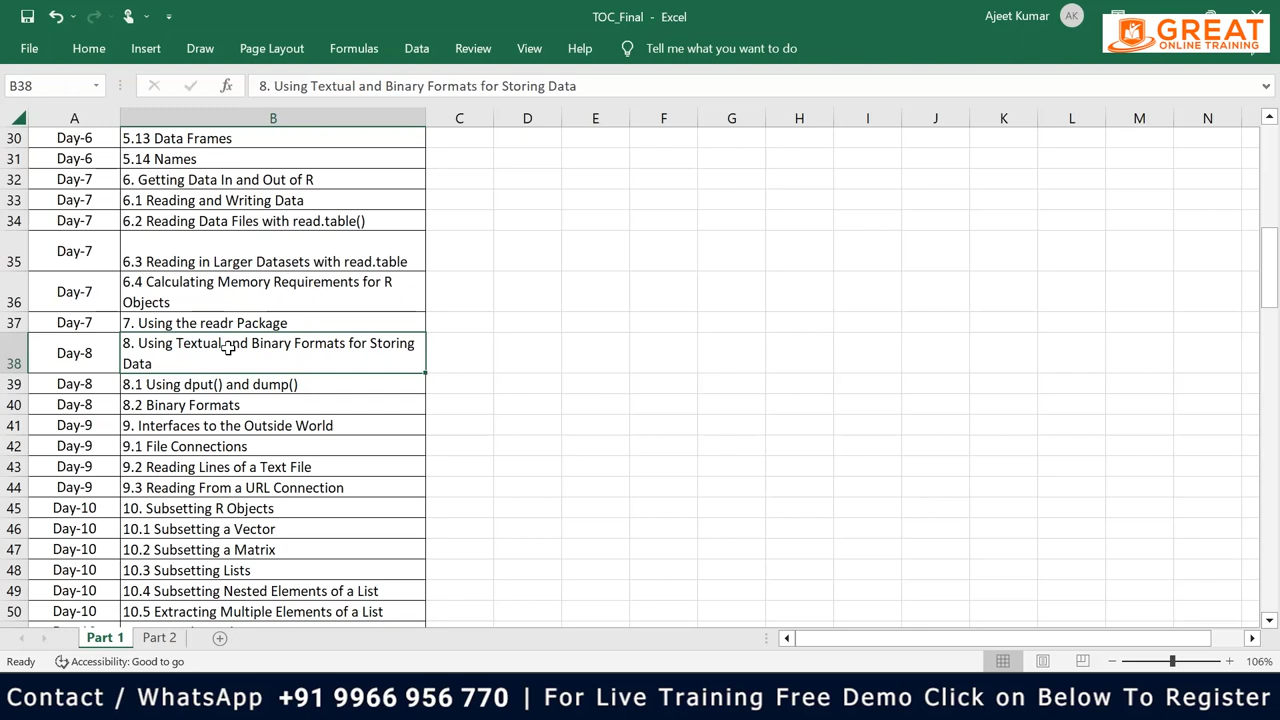 TOC_Final - Excel
Ajeet Kumar
AK
GREAT
ONLINE TRAINING
File
Home
Insert
Draw
Page Layout
Formulas
Data
Review
View
Help
Tell me what you want to do
B38
fx
8. Using Textual and Binary Formats for Storing Data
A B C D E F G H I J K L M N
30 Day-6 5.13 Data Frames
31 Day-6 5.14 Names
32 Day-7 6. Getting Data In and Out of R
33 Day-7 6.1 Reading and Writing Data
34 Day-7 6.2 Reading Data Files with read.table()
35 Day-7 6.3 Reading in Larger Datasets with read.table
36 Day-7 6.4 Calculating Memory Requirements for R
Objects
37 Day-7 7. Using the readr Package
38 Day-8 8. Using Textual and Binary Formats for Storing
Data
39 Day-8 8.1 Using dput() and dump()
40 Day-8 8.2 Binary Formats
41 Day-9 9. Interfaces to the Outside World
42 Day-9 9.1 File Connections
43 Day-9 9.2 Reading Lines of a Text File
44 Day-9 9.3 Reading From a URL Connection
45 Day-10 10. Subsetting R Objects
46 Day-10 10.1 Subsetting a Vector
47 Day-10 10.2 Subsetting a Matrix
48 Day-10 10.3 Subsetting Lists
49 Day-10 10.4 Subsetting Nested Elements of a List
50 Day-10 10.5 Extracting Multiple Elements of a List
Part 1
Part 2
Ready
Accessibility: Good to go
106%
Contact / WhatsApp +91 9966 956 770 | For Live Training Free Demo Click on Below To Register